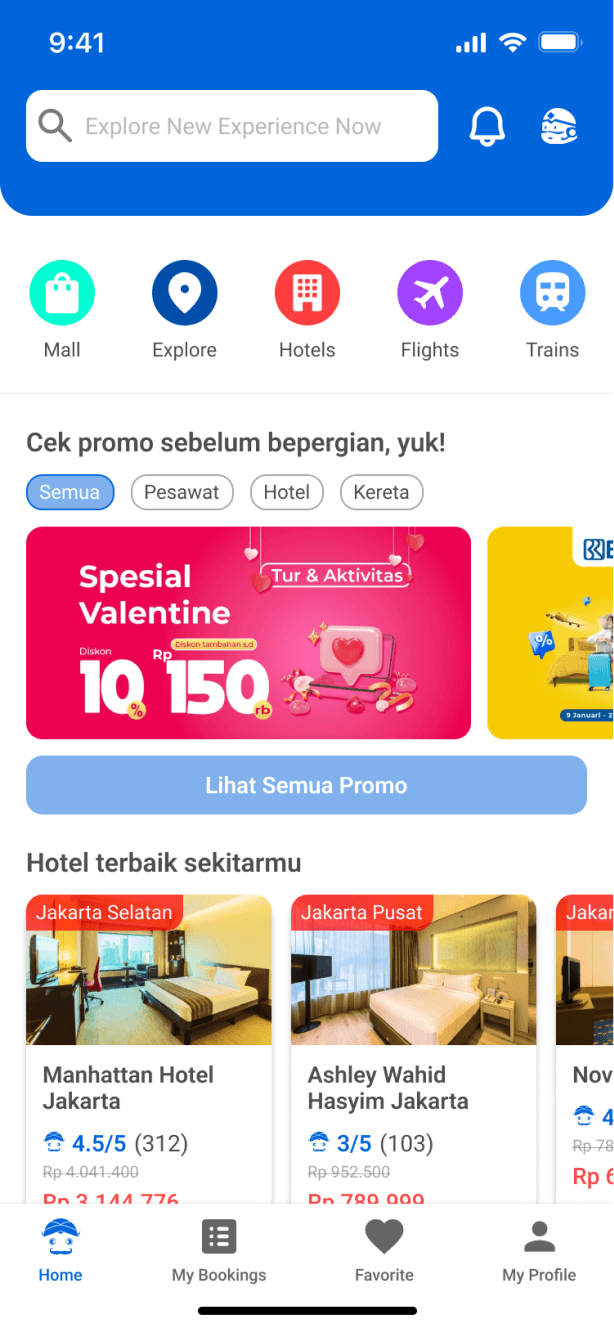 9:41
Explore New Experience Now
Mall
Explore
Hotels
Flights
Trains
Cek promo sebelum bepergian, yuk!
Semua
Pesawat
Hotel
Kereta
Spesial
Valentine
Tur & Aktivitas
Diskon
10%
Diskon tambahan s.d
Rp 150 rb
9 Januari - 2
Lihat Semua Promo
Hotel terbaik sekitarmu
Jakarta Selatan
Manhattan Hotel
Jakarta
4.5/5 (312)
Rp 4.041.400
Rp 3.144.776
Jakarta Pusat
Ashley Wahid
Hasyim Jakarta
3/5 (103)
Rp 952.500
Rp 789.999
Jakar
Nov
4
Rp 78
Rp 6
Home
My Bookings
Favorite
My Profile